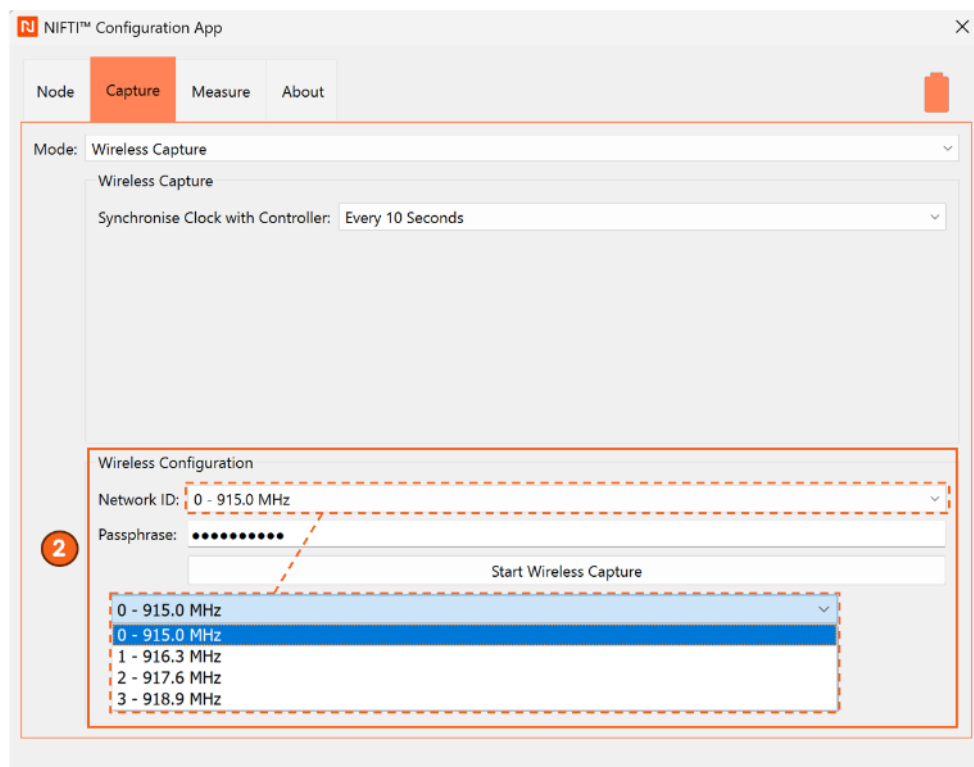 NIFTI™ Configuration App
Node Capture Measure About
Mode: Wireless Capture
Wireless Capture
Synchronise Clock with Controller: Every 10 Seconds
Wireless Configuration
Network ID: 0 - 915.0 MHz
Passphrase: ●●●●●●●●●●
2
Start Wireless Capture
0 - 915.0 MHz
0 - 915.0 MHz
1 - 916.3 MHz
2 - 917.6 MHz
3 - 918.9 MHz